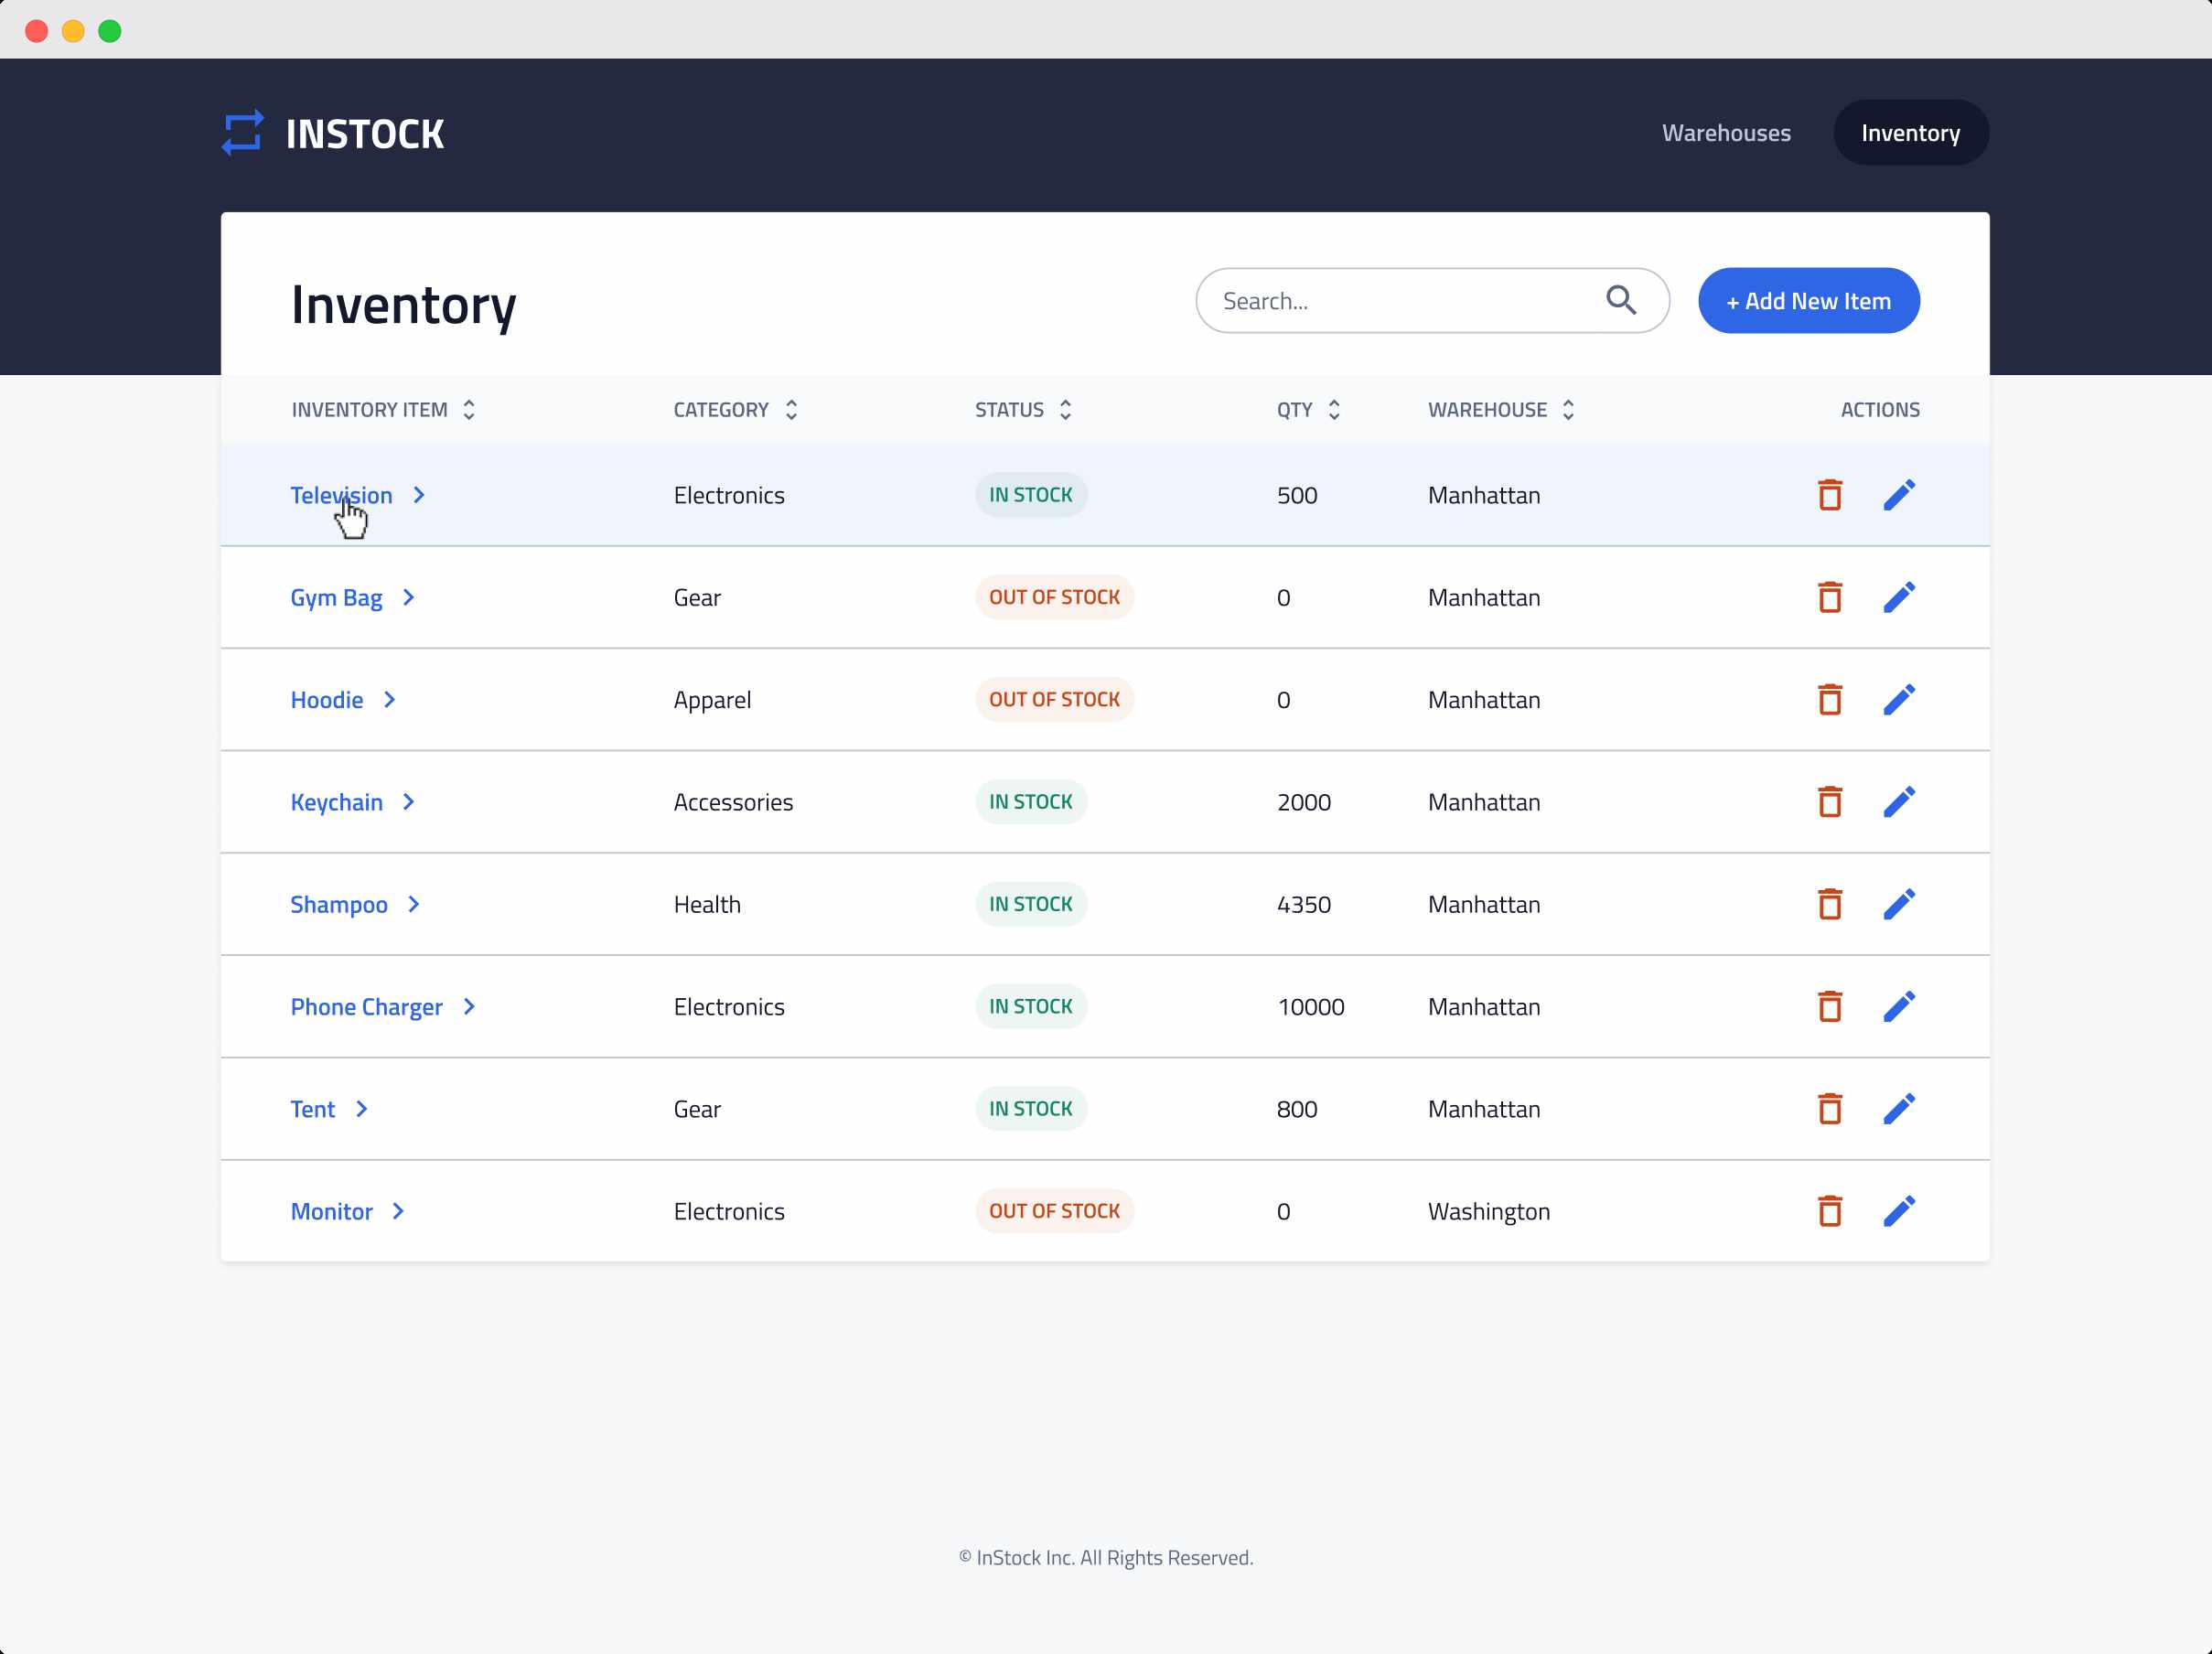 INSTOCK Warehouses Inventory
Inventory Search... + Add New Item
INVENTORY ITEM CATEGORY STATUS QTY WAREHOUSE ACTIONS
Television Electronics IN STOCK 500 Manhattan
Gym Bag Gear OUT OF STOCK 0 Manhattan
Hoodie Apparel OUT OF STOCK 0 Manhattan
Keychain Accessories IN STOCK 2000 Manhattan
Shampoo Health IN STOCK 4350 Manhattan
Phone Charger Electronics IN STOCK 10000 Manhattan
Tent Gear IN STOCK 800 Manhattan
Monitor Electronics OUT OF STOCK 0 Washington
© InStock Inc. All Rights Reserved.